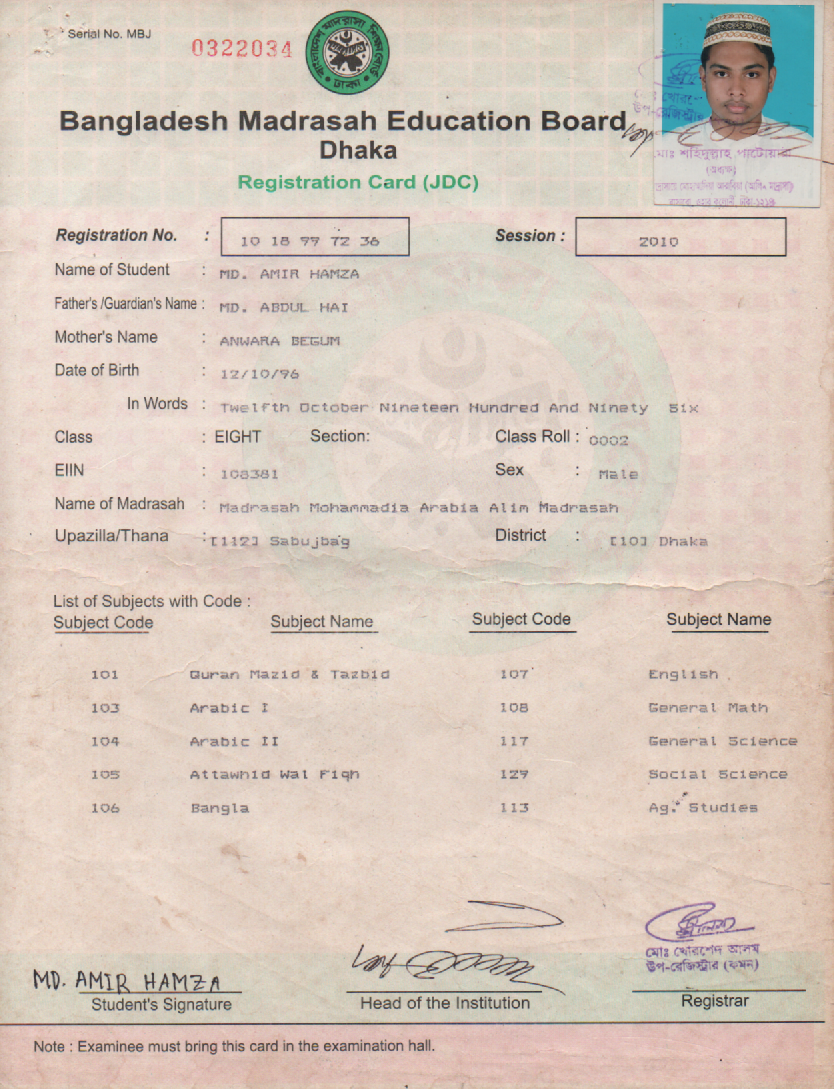 Serial No. MBJ 0322034
বাংলাদেশ মাদরাসা শিক্ষা বোর্ড
ঢাকা
Bangladesh Madrasah Education Board
Dhaka
Registration Card (JDC)
মোঃ শহিদুল্লাহ পাটোয়ারী
(অধ্যক্ষ)
Registration No. : 10 18 99 72 36 Session : 2010
Name of Student : MD. AMIR HAMZA
Father's /Guardian's Name : MD. ABDUL HAI
Mother's Name : ANWARA BEGUM
Date of Birth : 12/10/96
In Words : Twelfth October Nineteen Hundred And Ninety Six
Class : EIGHT Section: Class Roll : 0002
EIIN : 108381 Sex : Male
Name of Madrasah : Madrasah Mohammadia Arabia Alim Madrasah
Upazilla/Thana : [112] Sabujbag District : [10] Dhaka
List of Subjects with Code :
Subject Code Subject Name Subject Code Subject Name
101 Quran Mazid & Tazbid 107 English
103 Arabic I 108 General Math
104 Arabic II 117 General Science
105 Attawhid Wal Fiqh 129 Social Science
106 Bangla 113 Ag. Studies
মোঃ খোরশেদ আলম
উপ-রেজিস্ট্রার (কমন)
MD. AMIR HAMZA
Student's Signature Head of the Institution Registrar
Note : Examinee must bring this card in the examination hall.